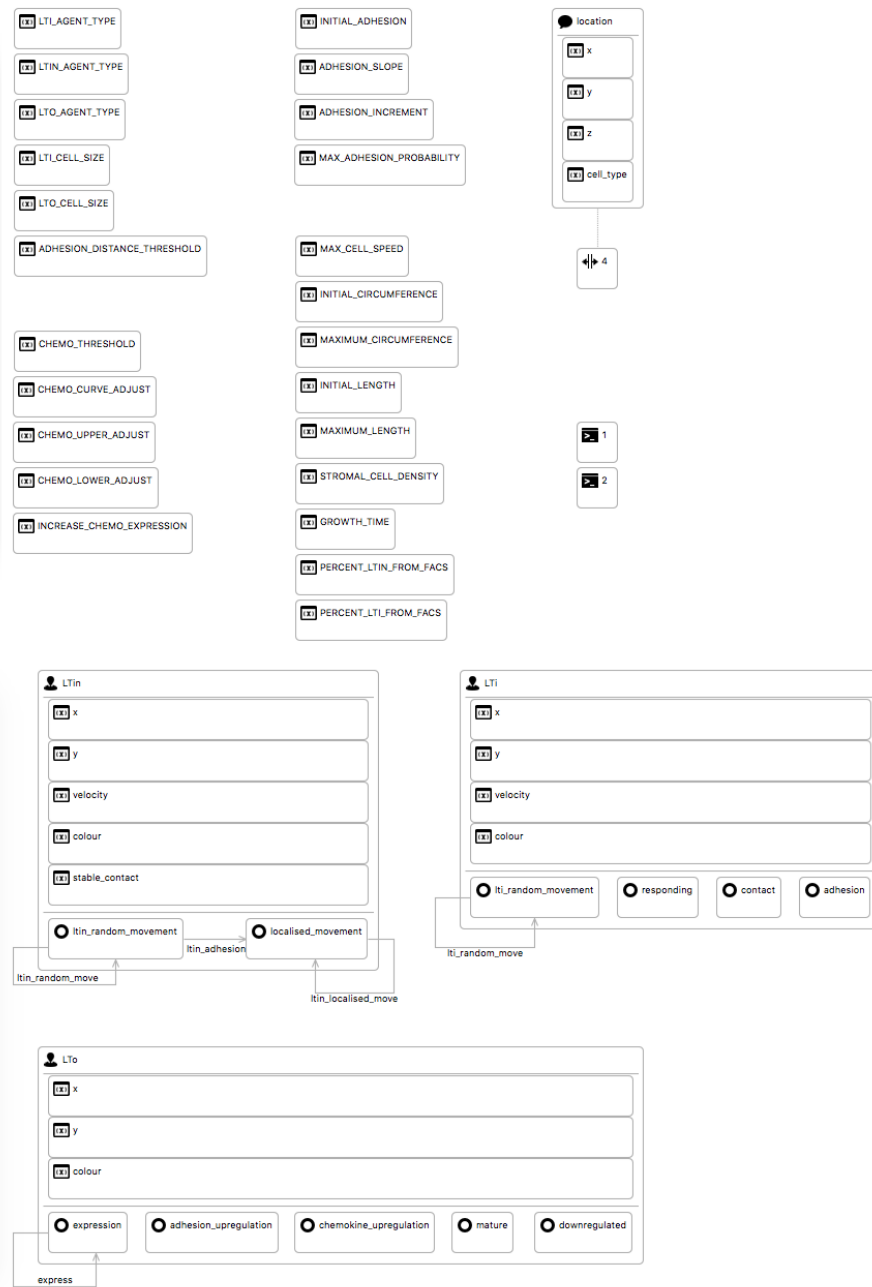 LTI_AGENT_TYPE
LTIN_AGENT_TYPE
LTO_AGENT_TYPE
LTI_CELL_SIZE
LTO_CELL_SIZE
ADHESION_DISTANCE_THRESHOLD
CHEMO_THRESHOLD
CHEMO_CURVE_ADJUST
CHEMO_UPPER_ADJUST
CHEMO_LOWER_ADJUST
INCREASE_CHEMO_EXPRESSION
INITIAL_ADHESION
ADHESION_SLOPE
ADHESION_INCREMENT
MAX_ADHESION_PROBABILITY
MAX_CELL_SPEED
INITIAL_CIRCUMFERENCE
MAXIMUM_CIRCUMFERENCE
INITIAL_LENGTH
MAXIMUM_LENGTH
STROMAL_CELL_DENSITY
GROWTH_TIME
PERCENT_LTIN_FROM_FACS
PERCENT_LTI_FROM_FACS
location
x
y
z
cell_type
4
1
2
LTin
x
y
velocity
colour
stable_contact
ltin_random_movement
localised_movement
ltin_adhesion
ltin_random_move
ltin_localised_move
LTi
x
y
velocity
colour
lti_random_movement
responding
contact
adhesion
lti_random_move
LTo
x
y
colour
expression
adhesion_upregulation
chemokine_upregulation
mature
downregulated
express